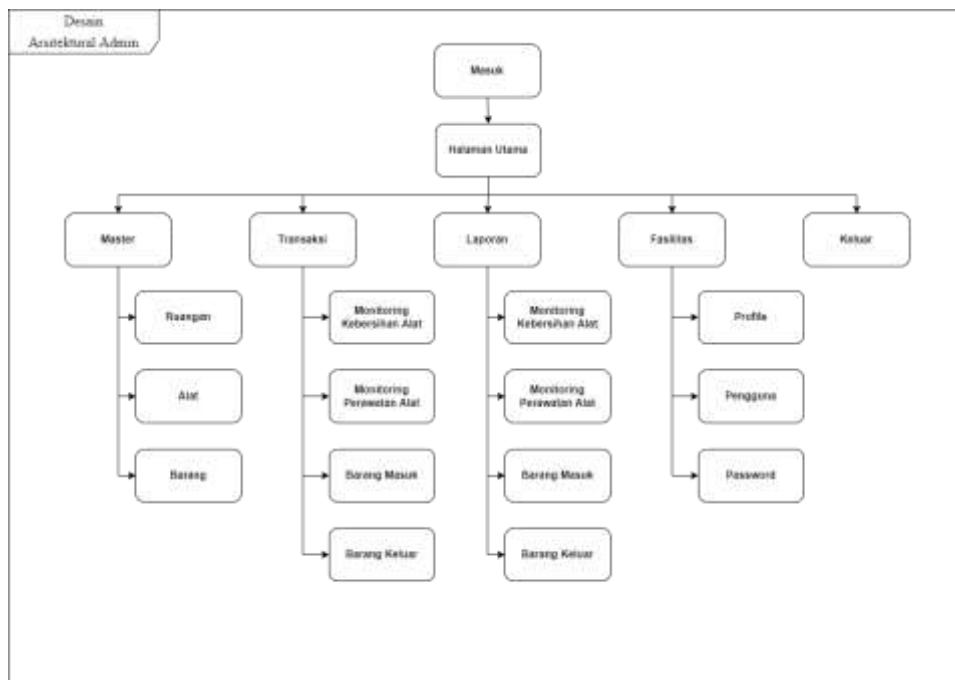 Desain
Arsitektural Admin
Masuk
Halaman Utama
Master
Transaksi
Laporan
Fasilitas
Keluar
Ruangan
Monitoring
Kebersihan Alat
Monitoring
Kebersihan Alat
Profile
Alat
Monitoring
Perawatan Alat
Monitoring
Perawatan Alat
Pengguna
Barang
Barang Masuk
Barang Masuk
Password
Barang Keluar
Barang Keluar